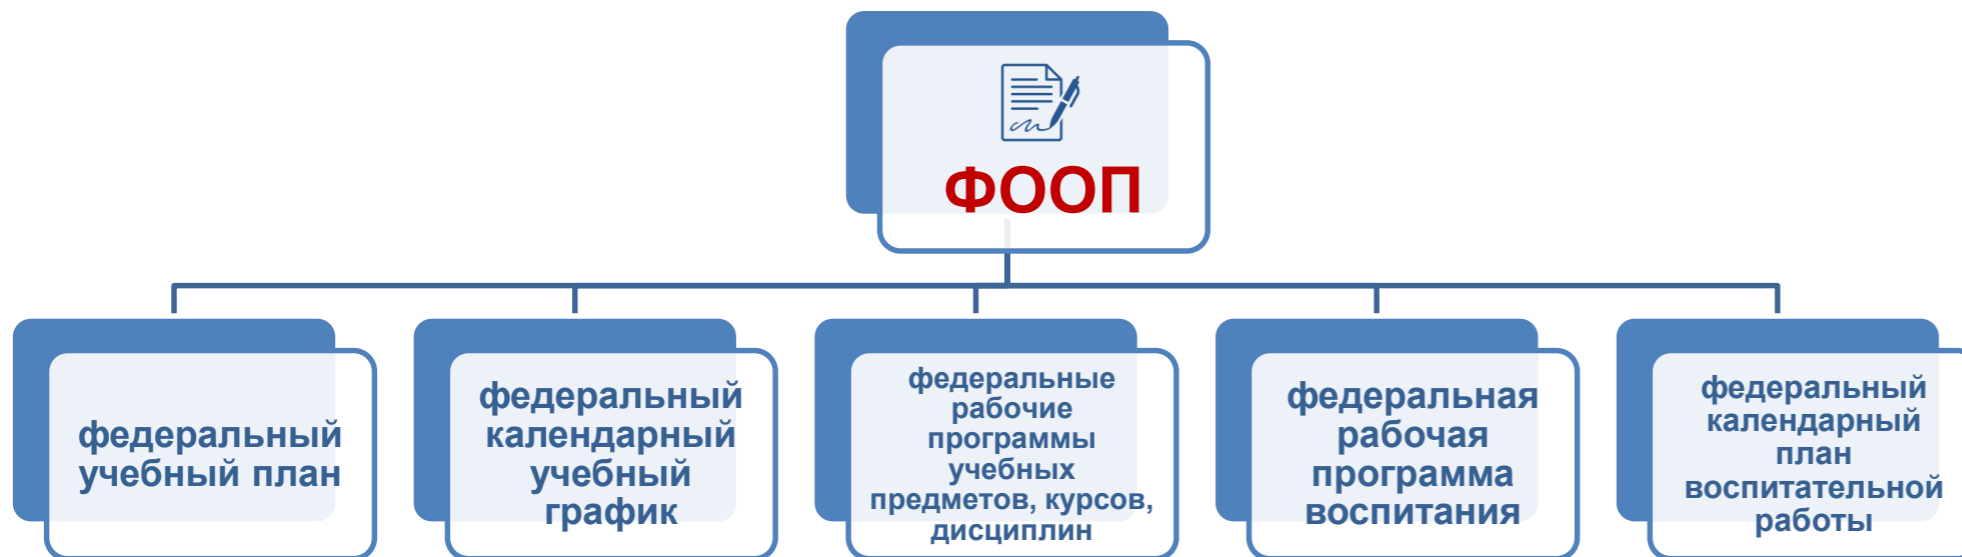 ФООП
федеральный
учебный план
федеральный
календарный
учебный
график
федеральные
рабочие
программы
учебных
предметов, курсов,
дисциплин
федеральная
рабочая
программа
воспитания
федеральный
календарный
план
воспитательной
работы